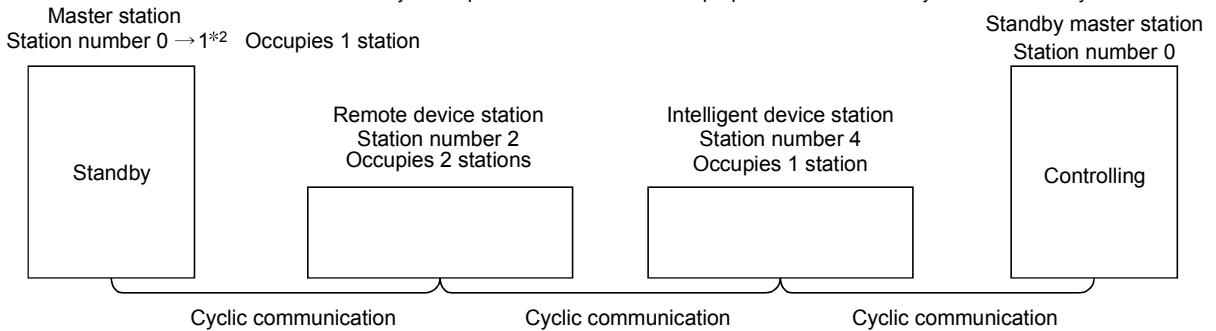 Master station
Station number 0 →1*2 Occupies 1 station
Standby master station
Station number 0
Remote device station
Station number 2
Occupies 2 stations
Intelligent device station
Station number 4
Occupies 1 station
Standby
Controlling
Cyclic communication
Cyclic communication
Cyclic communication